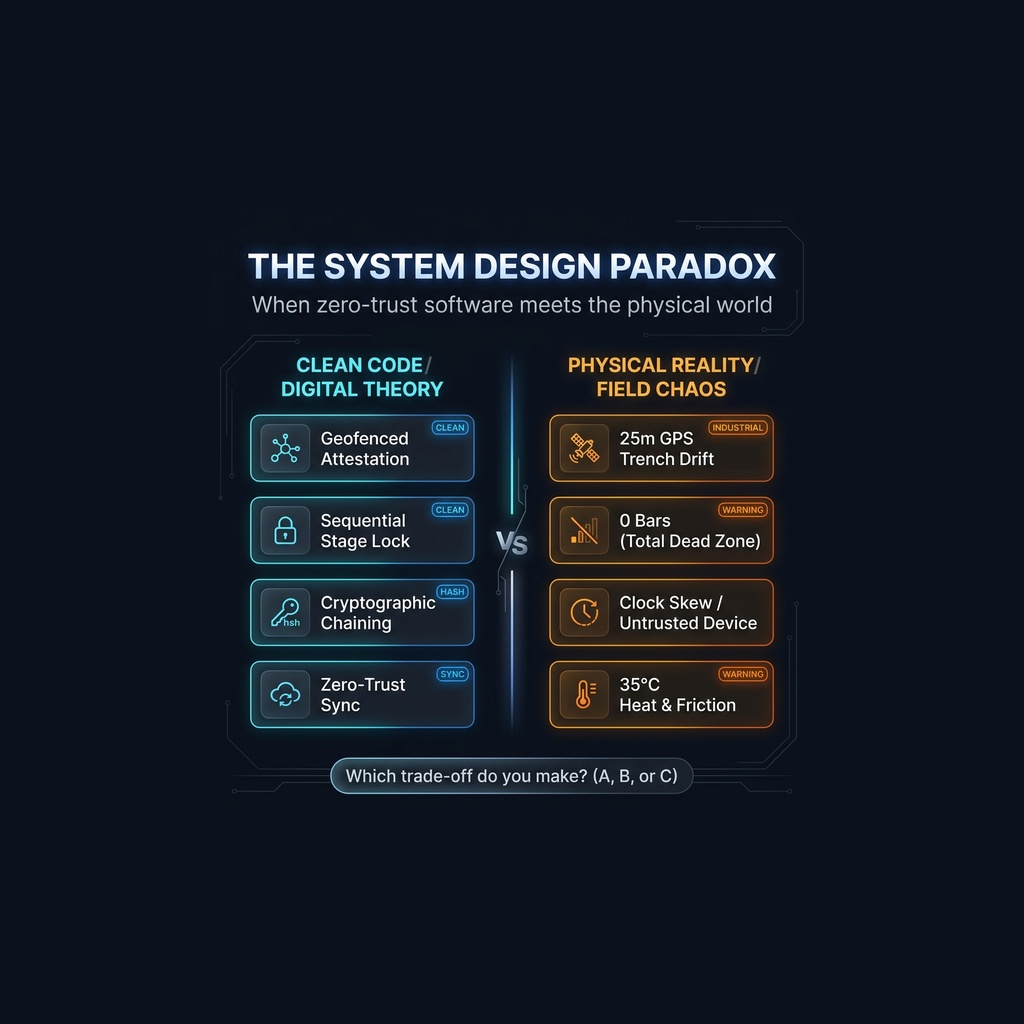 THE SYSTEM DESIGN PARADOX
When zero-trust software meets the physical world
CLEAN CODE/
DIGITAL THEORY
CLEAN
Geofenced
Attestation
CLEAN
Sequential
Stage Lock
HASH
hsh
Cryptographic
Chaining
SYNC
Zero-Trust
Sync
VS
PHYSICAL REALITY/
FIELD CHAOS
INDUSTRIAL
25m GPS
Trench Drift
WARNING
0 Bars
(Total Dead Zone)
Clock Skew /
Untrusted Device
WARNING
35°C
Heat & Friction
Which trade-off do you make? (A, B, or C)